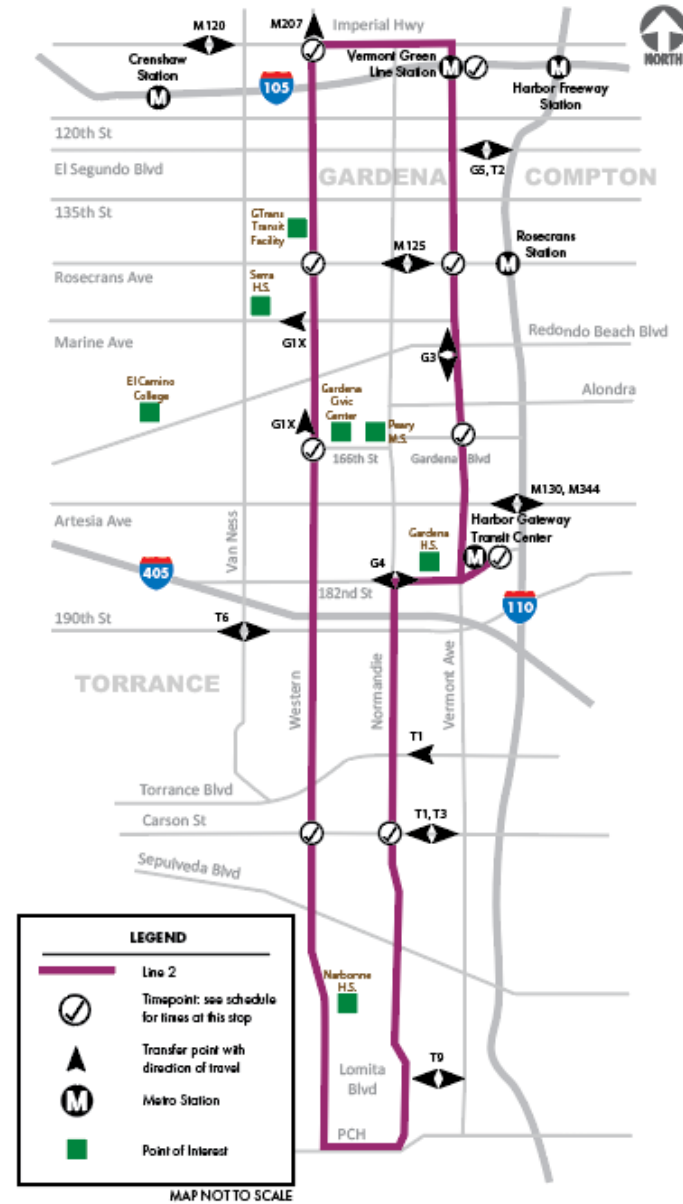 M207
Imperial Hwy
M120
Crenshaw
Station
Vermont Green
Line Station
M
M
NORTH
M
105
Harbor Freeway
Station
120th St
El Segundo Blvd
G5, T2
GARDENA
COMPTON
135th St
GTrans
Transit
Facility
M125
Rosecrans
Station
M
Rosecrans Ave
Serra
H.S.
G1X
Redondo Beach Blvd
Marine Ave
G3
El Camino
College
Alondra
G1X
Gardena
Civic
Center
Peary
M.S.
166th St
Gardena Blvd
M130, M344
Artesia Ave
Van Ness
Harbor Gateway
Transit Center
M
Gardena
H.S.
405
G4
182nd St
110
190th St
T6
TORRANCE
Western
Normandie
Vermont Ave
T1
Torrance Blvd
Carson St
T1, T3
Sepulveda Blvd
LEGEND
Line 2
Timepoint: see schedule
for times at this stop
Transfer point with
direction of travel
M
Metro Station
Point of Interest
Narbonne
H.S.
Lomita
Blvd
T9
PCH
MAP NOT TO SCALE